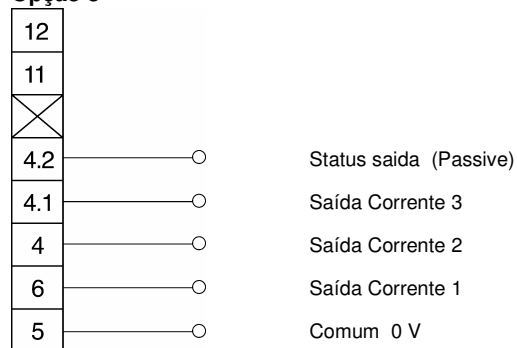 12
11
4.2 Status saida (Passive)
4.1 Saída Corrente 3
4 Saída Corrente 2
6 Saída Corrente 1
5 Comum 0 V